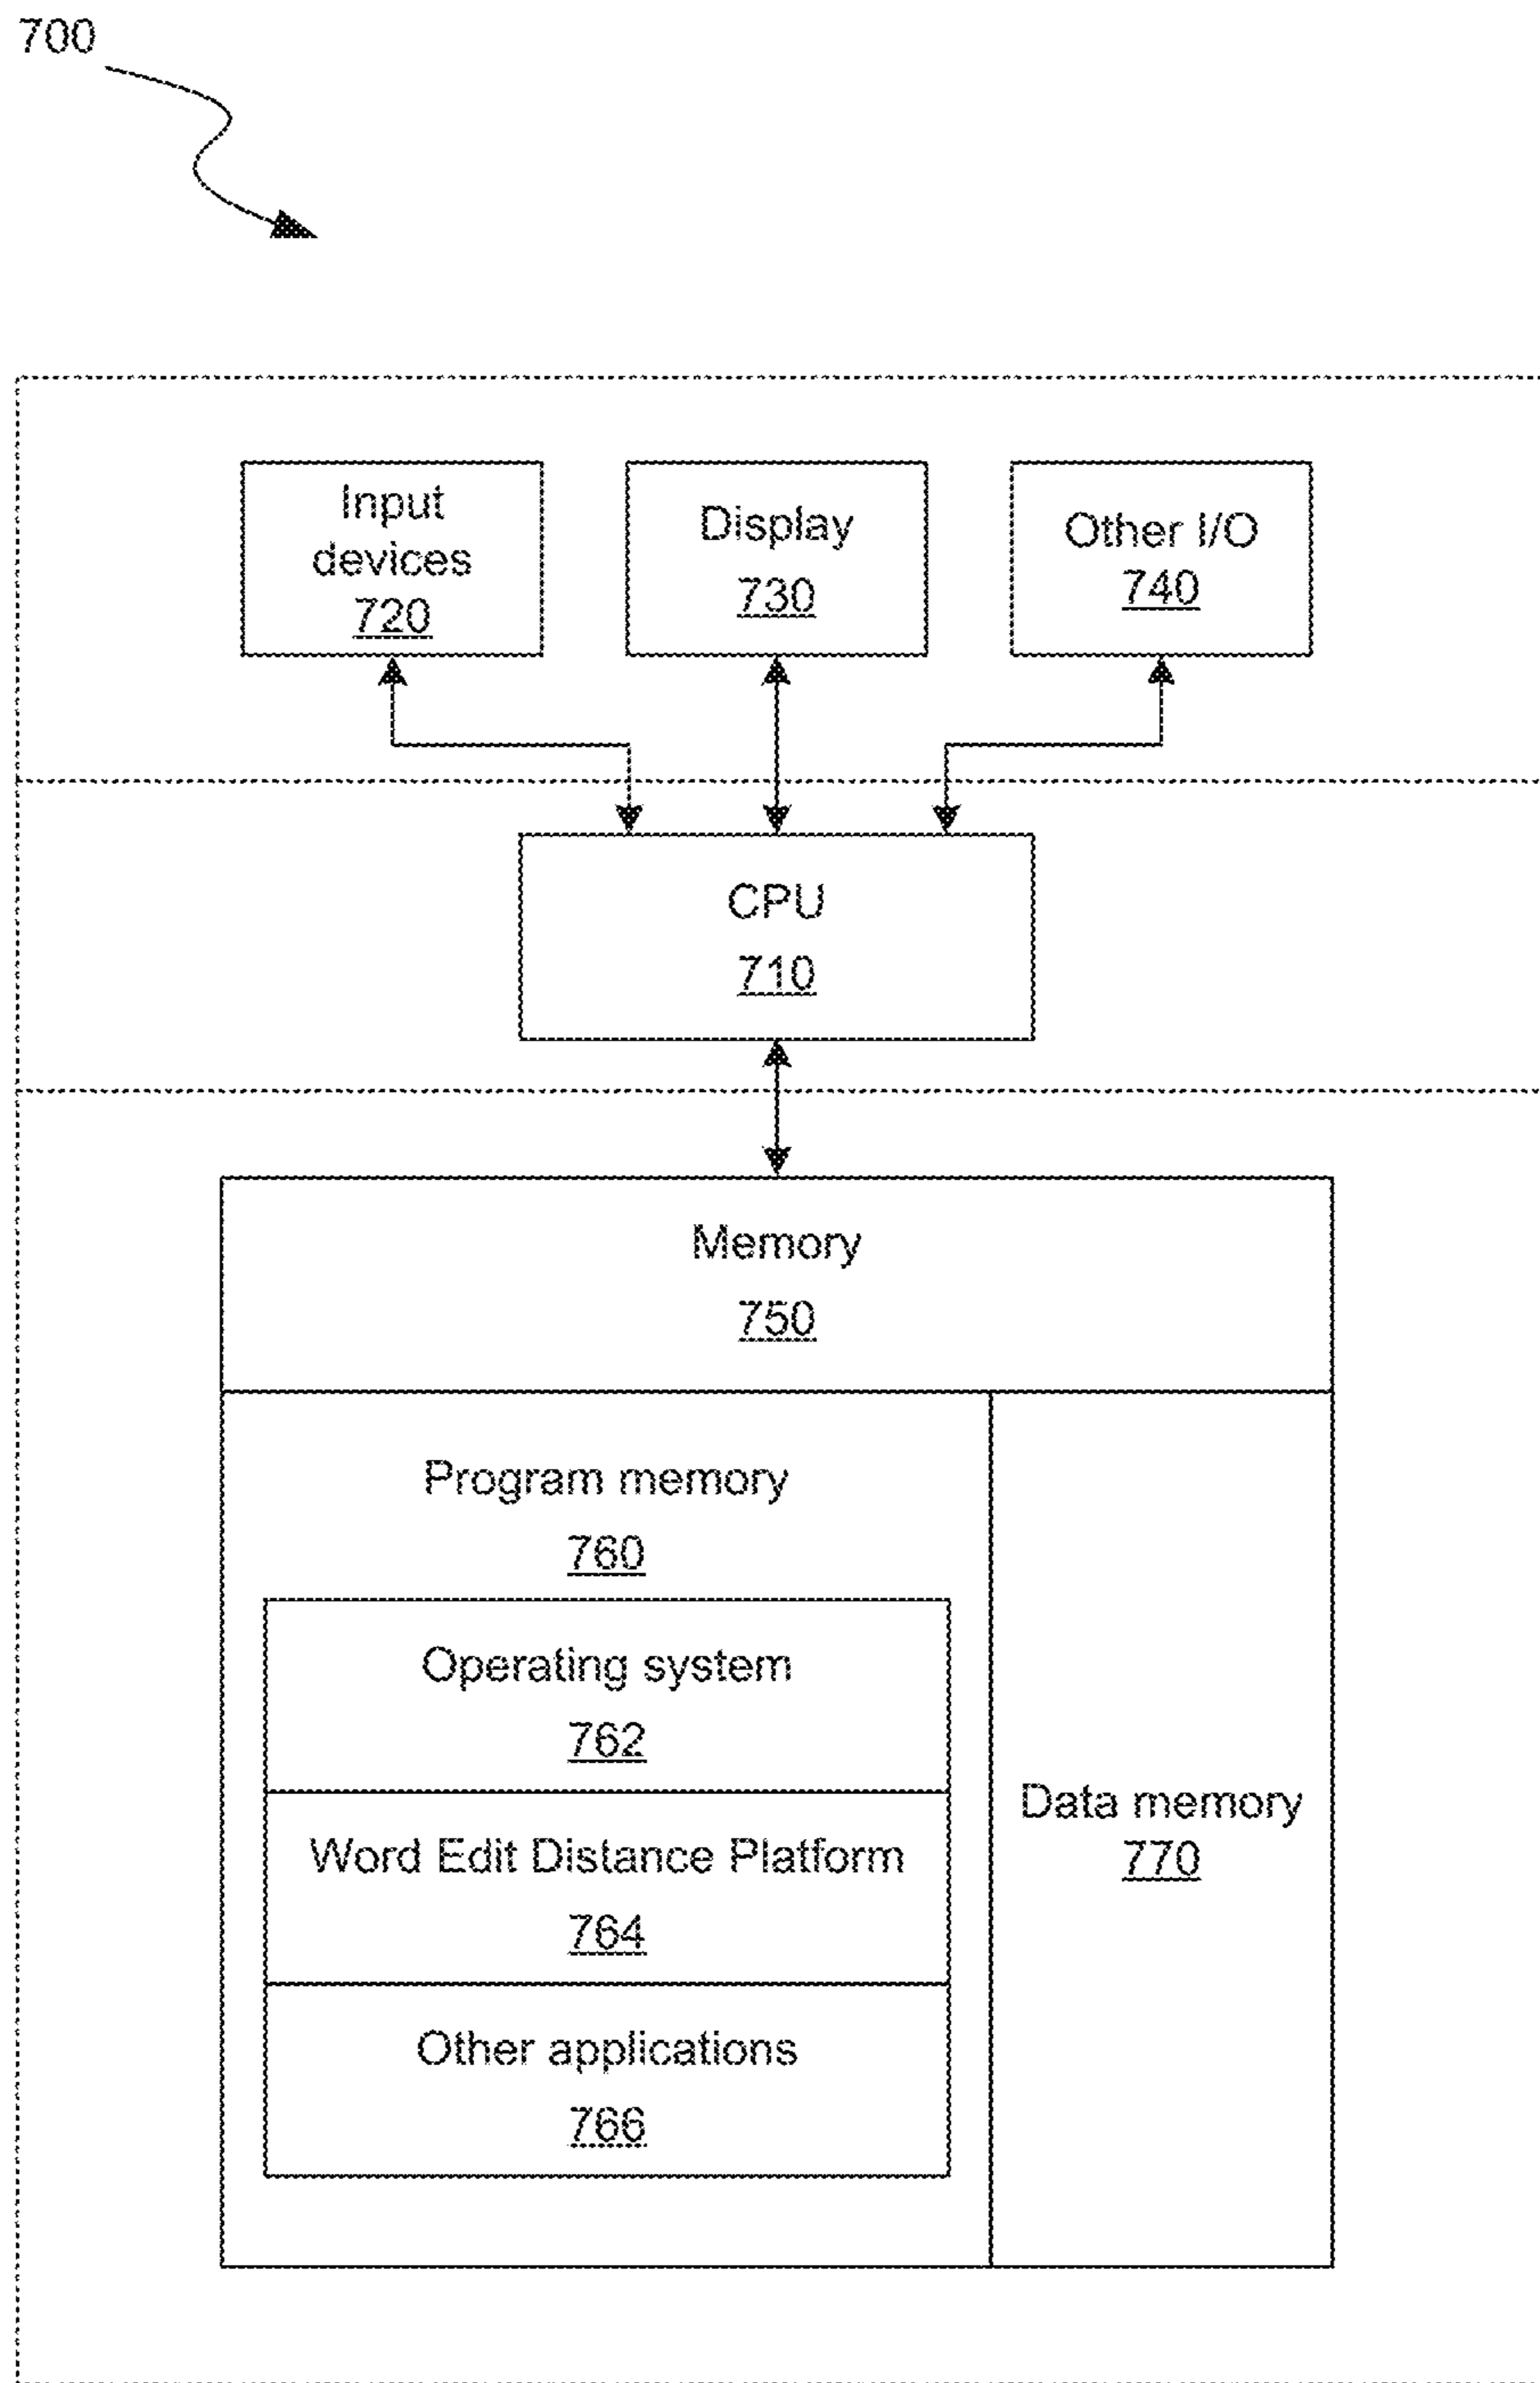 700
Input
devices
720
Display
730
Other I/O
740
CPU
710
Memory
750
Program memory
760
Operating system
762
Word Edit Distance Platform
764
Other applications
766
Data memory
770